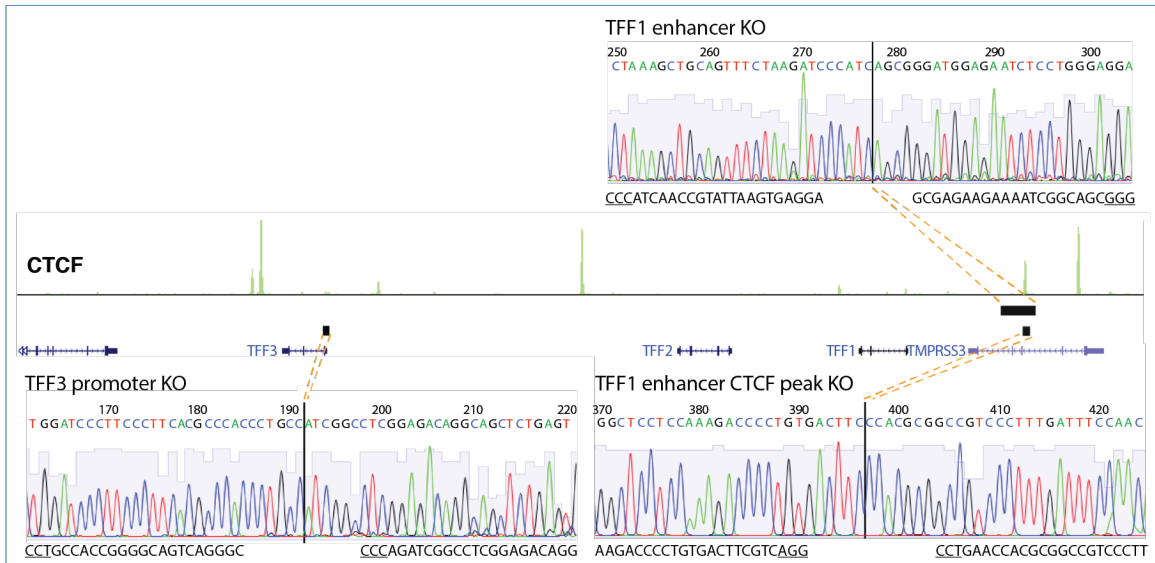 TFF1 enhancer KO
250 260 270 280 290 300
CTAAAGCTGCAGTTTCTAAGATCCCATCAGCGGGATGGAGAATCTCCTGGGAGGA
CCCATCAACCGTATTAAGTGAGGA GCGAGAAGAAAATCGGCAGCGGG
CTCF
TFF3 TFF2 TFF1 TMPRSS3
TFF3 promoter KO
170 180 190 200 210 220
TGGATCCCTTCCCTTCACGCCCACCCTGCCATCGGCCTCGGAGACAGGCAGCTCTGAGT
CCTGCCACCGGGGCAGTCAGGGC CCCAGATCGGCCTCGGAGACAGG
TFF1 enhancer CTCF peak KO
370 380 390 400 410 420
GGCTCCTCCAAAGACCCCTGTGACTTCCCACGCGGCCGTCCCTTTGATTTCCAAC
AAGACCCCTGTGACTTCGTCAGG CCTGAACCACGCGGCCGTCCCTT